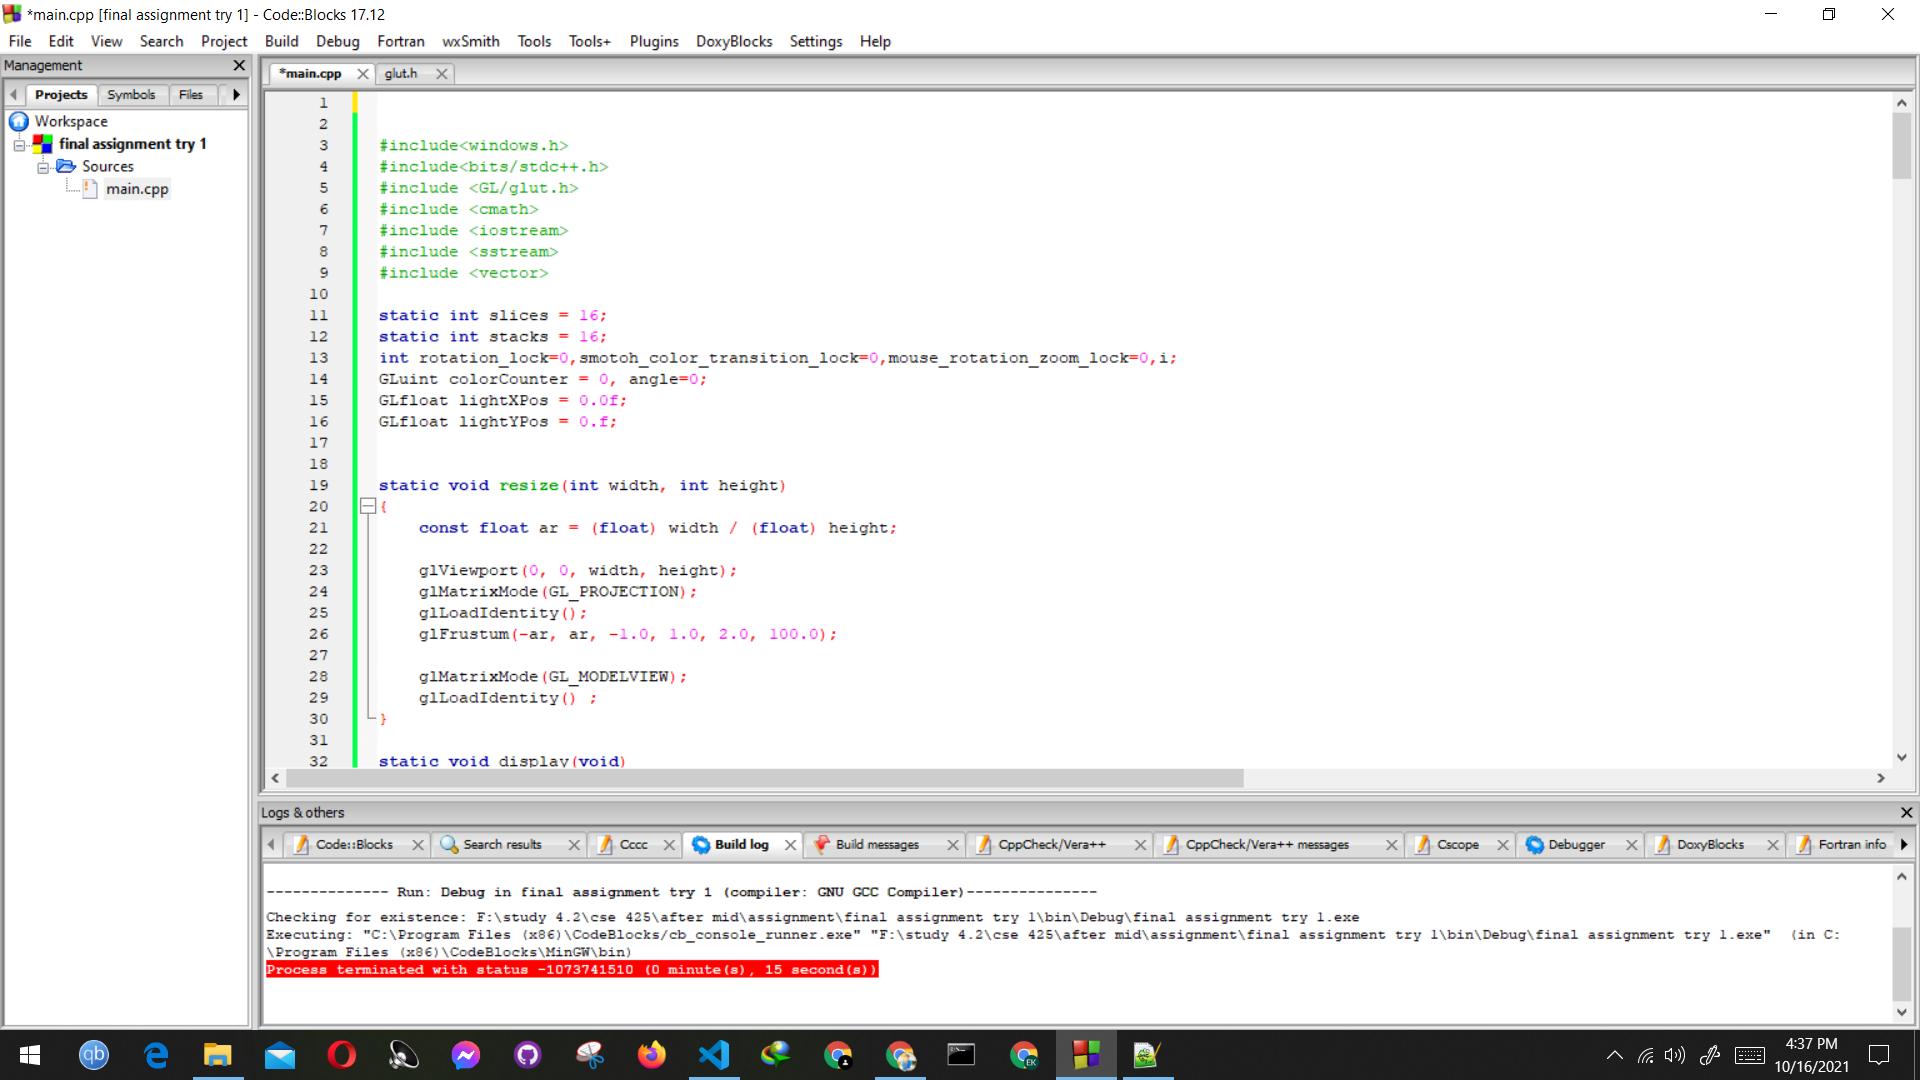 *main.cpp [final assignment try 1] - Code::Blocks 17.12
File Edit View Search Project Build Debug Fortran wxSmith Tools Tools+ Plugins DoxyBlocks Settings Help
Management
Projects Symbols Files
Workspace
final assignment try 1
Sources
main.cpp
*main.cpp glut.h
1
2
3 #include<windows.h>
4 #include<bits/stdc++.h>
5 #include <GL/glut.h>
6 #include <cmath>
7 #include <iostream>
8 #include <sstream>
9 #include <vector>
10
11 static int slices = 16;
12 static int stacks = 16;
13 int rotation_lock=0,smotoh_color_transition_lock=0,mouse_rotation_zoom_lock=0,i;
14 GLuint colorCounter = 0, angle=0;
15 GLfloat lightXPos = 0.0f;
16 GLfloat lightYPos = 0.f;
17
18
19 static void resize(int width, int height)
20 {
21 const float ar = (float) width / (float) height;
22
23 glViewport(0, 0, width, height);
24 glMatrixMode(GL_PROJECTION);
25 glLoadIdentity();
26 glFrustum(-ar, ar, -1.0, 1.0, 2.0, 100.0);
27
28 glMatrixMode(GL_MODELVIEW);
29 glLoadIdentity() ;
30 }
31
32 static void display(void)
Logs & others
Code::Blocks Search results Cccc Build log Build messages CppCheck/Vera++ CppCheck/Vera++ messages Cscope Debugger DoxyBlocks Fortran info
-------------- Run: Debug in final assignment try 1 (compiler: GNU GCC Compiler)---------------
Checking for existence: F:\study 4.2\cse 425\after mid\assignment\final assignment try 1\bin\Debug\final assignment try 1.exe
Executing: "C:\Program Files (x86)\CodeBlocks/cb_console_runner.exe" "F:\study 4.2\cse 425\after mid\assignment\final assignment try 1\bin\Debug\final assignment try 1.exe"  (in C:
\Program Files (x86)\CodeBlocks\MinGW\bin)
Process terminated with status -1073741510 (0 minute(s), 15 second(s))
qb
EK
4:37 PM
10/16/2021